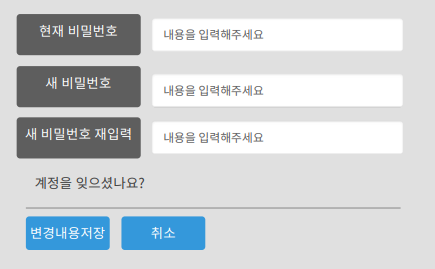 현재 비밀번호
내용을 입력해주세요
새 비밀번호
내용을 입력해주세요
새 비밀번호 재입력
내용을 입력해주세요
계정을 잊으셨나요?
변경내용저장
취소